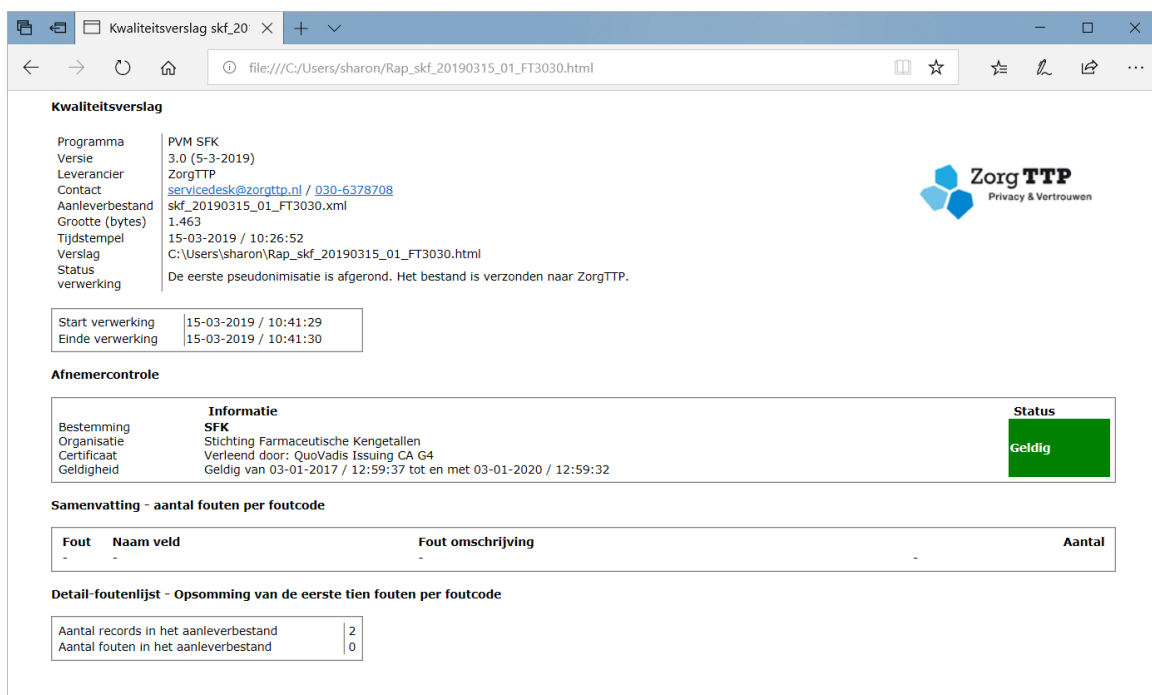 Kwaliteitsverslag skf_20
file:///C:/Users/sharon/Rap_skf_20190315_01_FT3030.html
Kwaliteitsverslag
Programma PVM SFK
Versie 3.0 (5-3-2019)
Leverancier ZorgTTP
Contact servicedesk@zorgttp.nl / 030-6378708
Aanleverbestand skf_20190315_01_FT3030.xml
Grootte (bytes) 1.463
Tijdstempel 15-03-2019 / 10:26:52
Verslag C:\Users\sharon\Rap_skf_20190315_01_FT3030.html
Status verwerking De eerste pseudonimisatie is afgerond. Het bestand is verzonden naar ZorgTTP.
Zorg TTP
Privacy & Vertrouwen
Start verwerking 15-03-2019 / 10:41:29
Einde verwerking 15-03-2019 / 10:41:30
Afnemercontrole
Informatie Status
Bestemming SFK
Organisatie Stichting Farmaceutische Kengetallen
Certificaat Verleend door: QuoVadis Issuing CA G4
Geldigheid Geldig van 03-01-2017 / 12:59:37 tot en met 03-01-2020 / 12:59:32
Geldig
Samenvatting - aantal fouten per foutcode
Fout Naam veld Fout omschrijving Aantal
- - - -
Detail-foutenlijst - Opsomming van de eerste tien fouten per foutcode
Aantal records in het aanleverbestand 2
Aantal fouten in het aanleverbestand 0